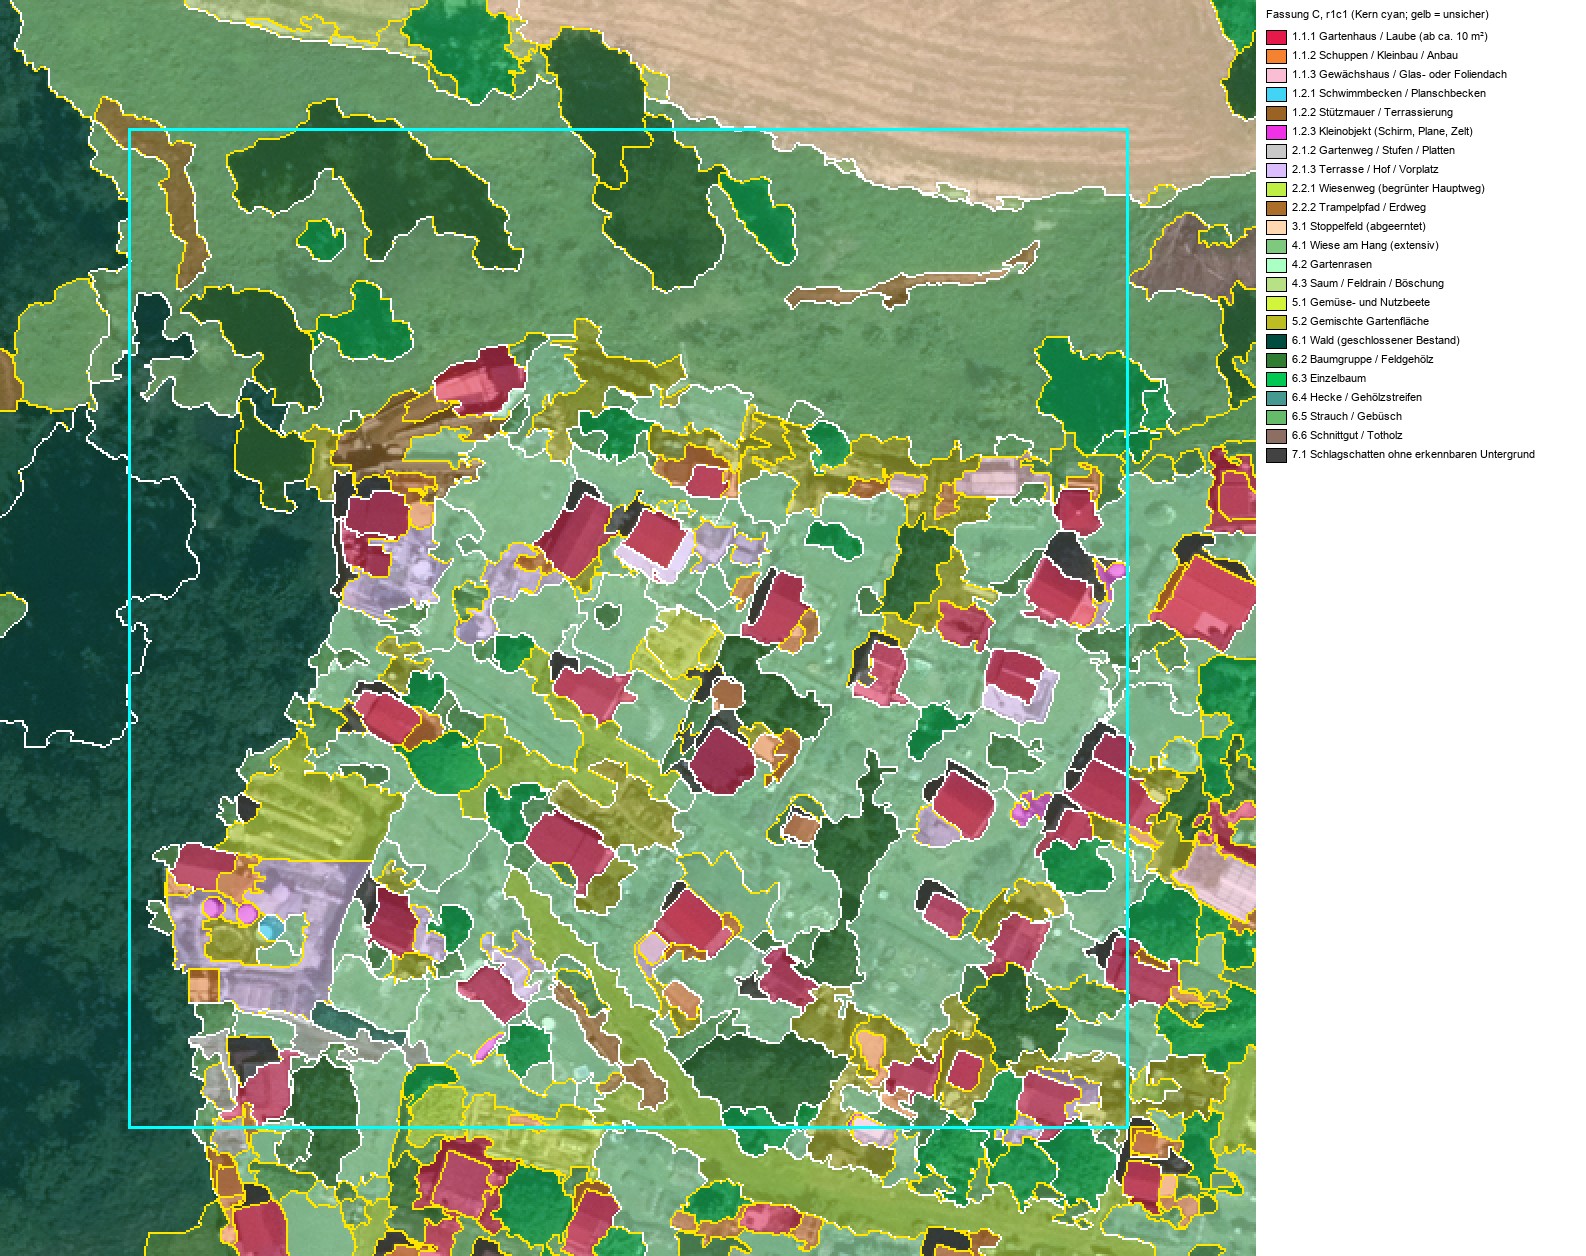 Fassung C, r1c1 (Kern cyan; gelb = unsicher)
1.1.1 Gartenhaus / Laube (ab ca. 10 m²)
1.1.2 Schuppen / Kleinbau / Anbau
1.1.3 Gewächshaus / Glas- oder Foliendach
1.2.1 Schwimmbecken / Planschbecken
1.2.2 Stützmauer / Terrassierung
1.2.3 Kleinobjekt (Schirm, Plane, Zelt)
2.1.2 Gartenweg / Stufen / Platten
2.1.3 Terrasse / Hof / Vorplatz
2.2.1 Wiesenweg (begrünter Hauptweg)
2.2.2 Trampelpfad / Erdweg
3.1 Stoppelfeld (abgeerntet)
4.1 Wiese am Hang (extensiv)
4.2 Gartenrasen
4.3 Saum / Feldrain / Böschung
5.1 Gemüse- und Nutzbeete
5.2 Gemischte Gartenfläche
6.1 Wald (geschlossener Bestand)
6.2 Baumgruppe / Feldgehölz
6.3 Einzelbaum
6.4 Hecke / Gehölzstreifen
6.5 Strauch / Gebüsch
6.6 Schnittgut / Totholz
7.1 Schlagschatten ohne erkennbaren Untergrund